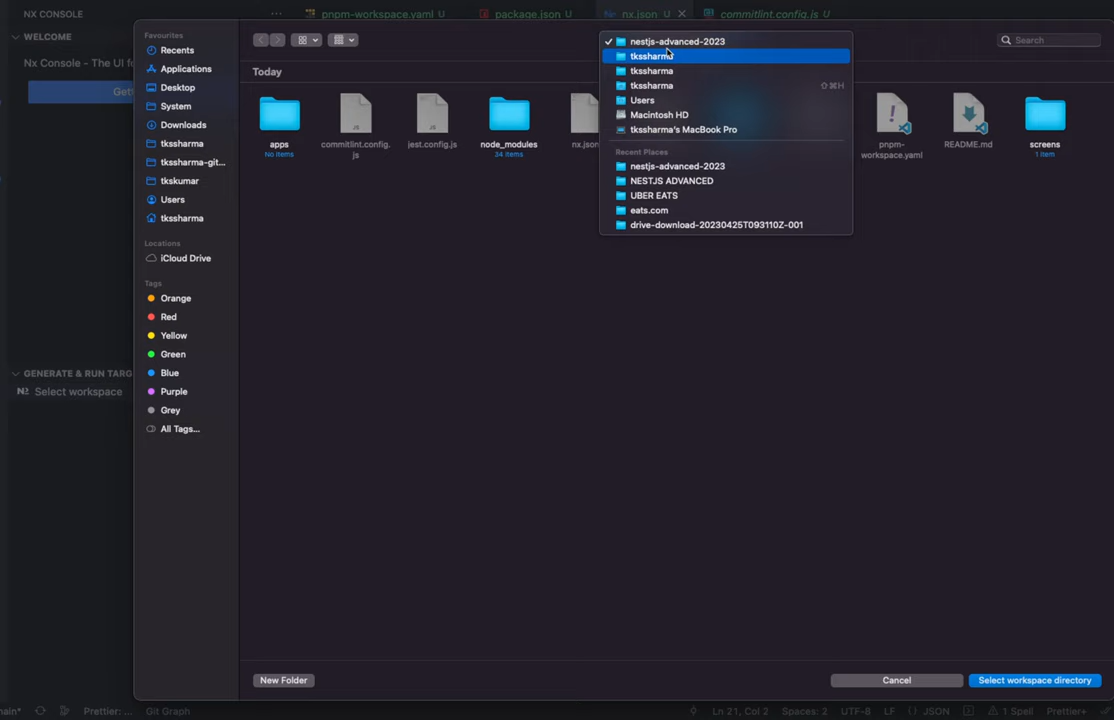 NX CONSOLE
...
pnpm-workspace.yaml U
package.json U
nx.json U
commitlint.config.js U
WELCOME
Nx Console - The UI fo
Get
GENERATE & RUN TARG
Select workspace
Favourites
Recents
Applications
Desktop
System
Downloads
tkssharma
tkssharma-git...
tkskumar
Users
tkssharma
Locations
iCloud Drive
Tags
Orange
Red
Yellow
Green
Blue
Purple
Grey
All Tags...
Search
Today
apps
No items
commitlint.config.
js
jest.config.js
node_modules
34 items
nx.json
pnpm-
workspace.yaml
README.md
screens
1 item
nestjs-advanced-2023
tkssharma
tkssharma
tkssharma ⇧⌘H
Users
Macintosh HD
tkssharma's MacBook Pro
Recent Places
nestjs-advanced-2023
NESTJS ADVANCED
UBER EATS
eats.com
drive-download-20230425T093110Z-001
New Folder
Cancel
Select workspace directory
nain*
Prettier: ...
Git Graph
Ln 21, Col 2
Spaces: 2
UTF-8
LF
{} JSON
1 Spell
Prettier+